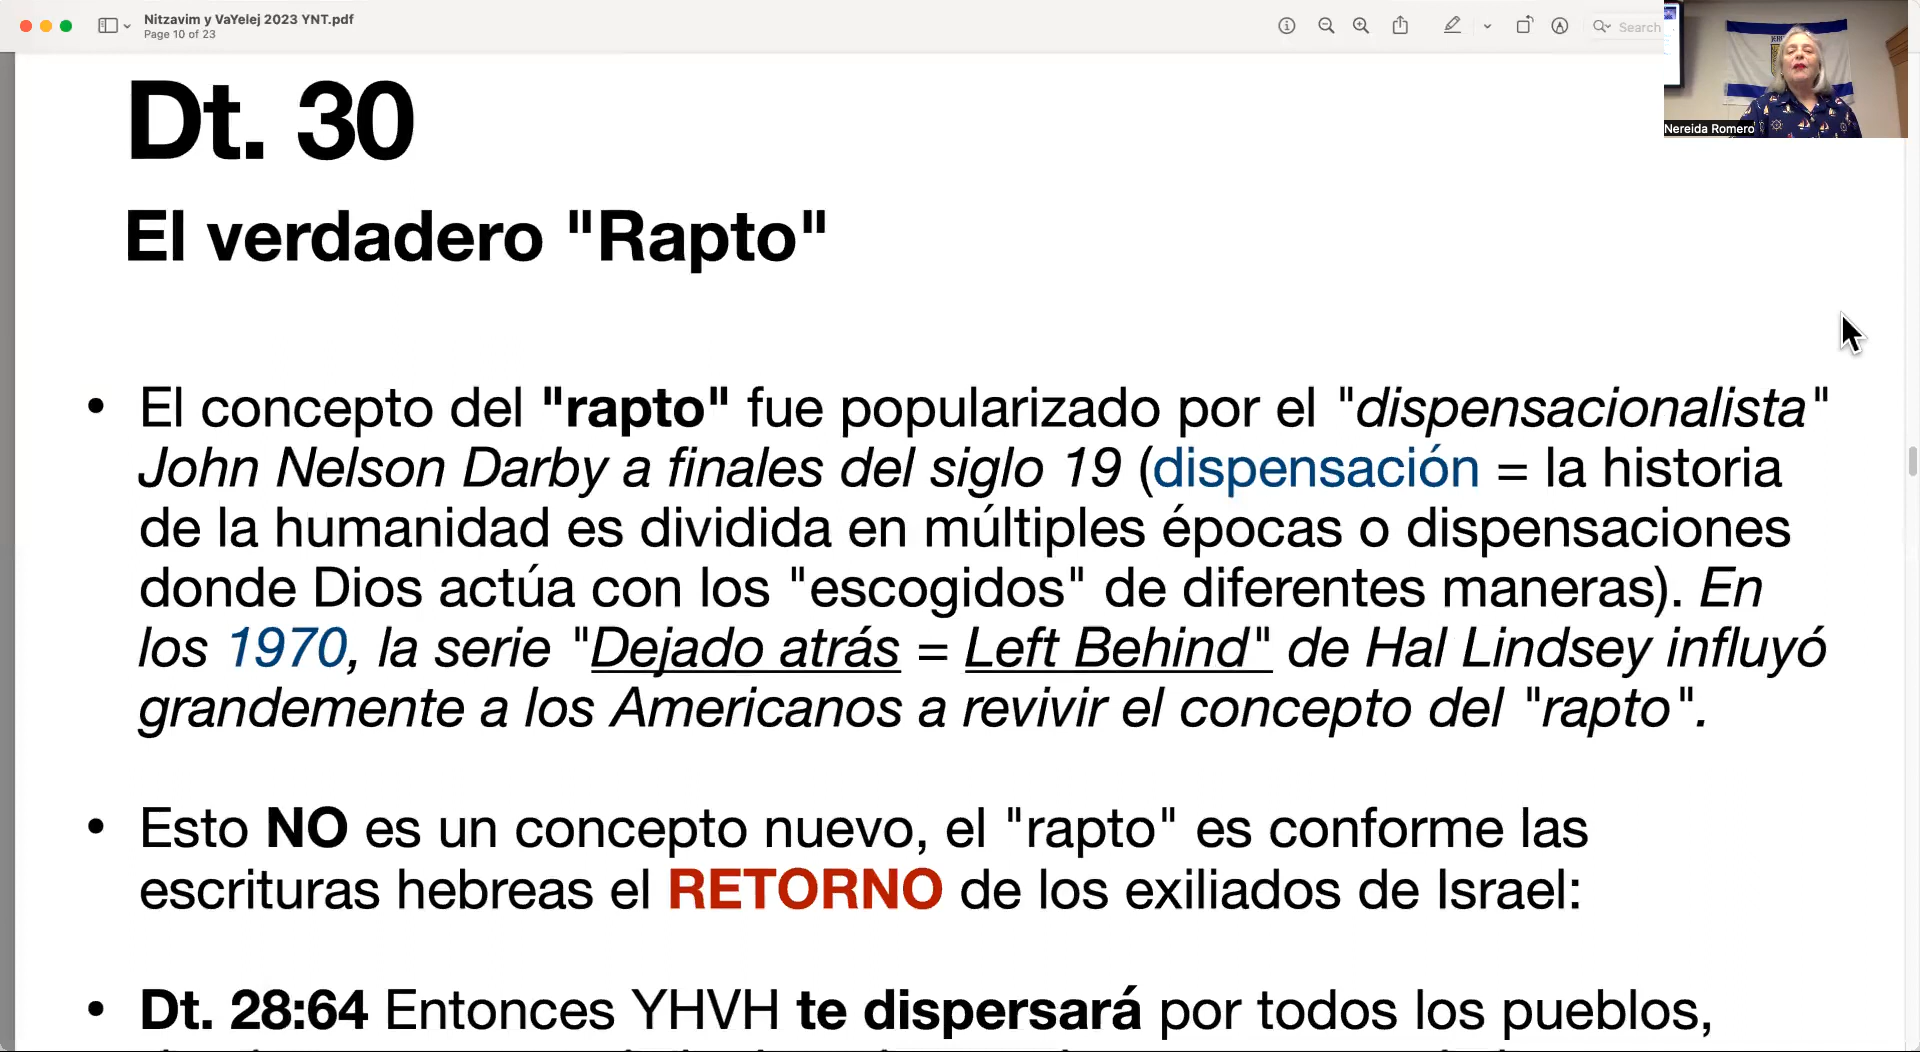 Nitzavim y VaYelej 2023 YNT.pdf
Page 10 of 23
Search
Nereida Romero
Dt. 30
El verdadero "Rapto"
• El concepto del "rapto" fue popularizado por el "dispensacionalista"
John Nelson Darby a finales del siglo 19 (dispensación = la historia
de la humanidad es dividida en múltiples épocas o dispensaciones
donde Dios actúa con los "escogidos" de diferentes maneras). En
los 1970, la serie "Dejado atrás = Left Behind" de Hal Lindsey influyó
grandemente a los Americanos a revivir el concepto del "rapto".
• Esto NO es un concepto nuevo, el "rapto" es conforme las
escrituras hebreas el RETORNO de los exiliados de Israel:
• Dt. 28:64 Entonces YHVH te dispersará por todos los pueblos,